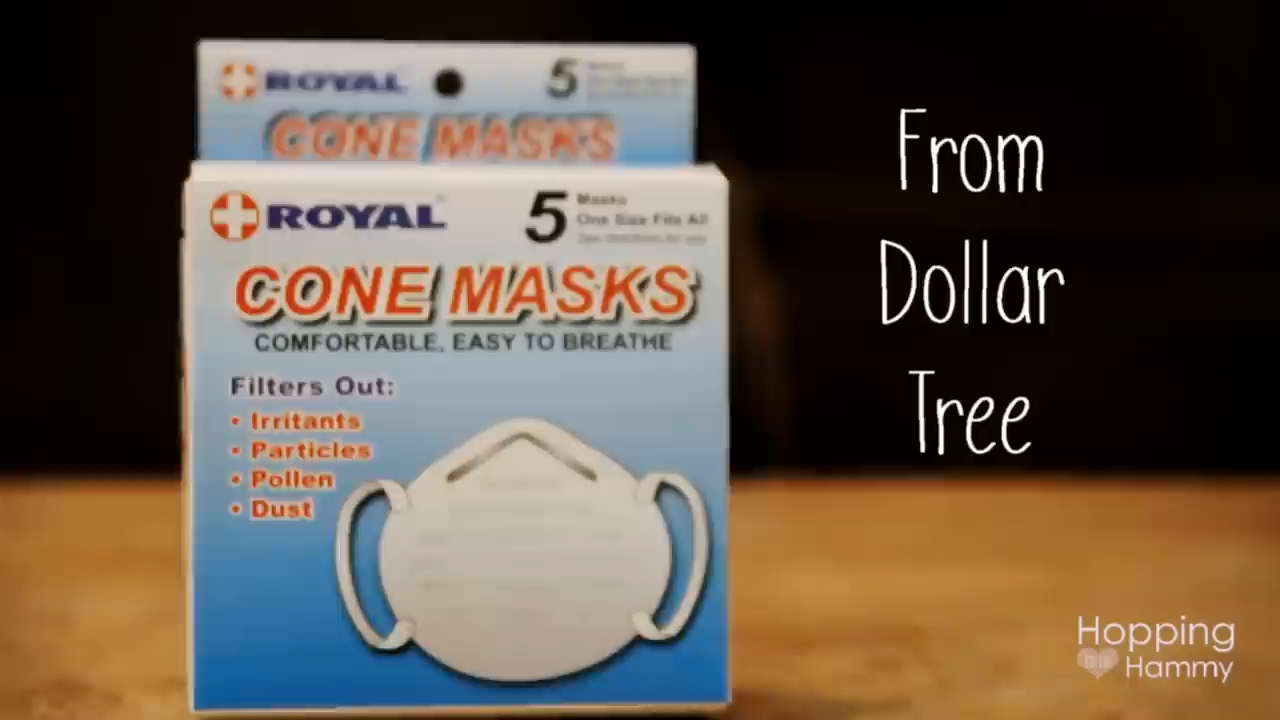 ROYAL 5
CONE MASKS
ROYAL 5 Masks
One Size Fits All
CONE MASKS
COMFORTABLE, EASY TO BREATHE
Filters Out:
• Irritants
• Particles
• Pollen
• Dust
From
Dollar
Tree
Hopping
Hammy